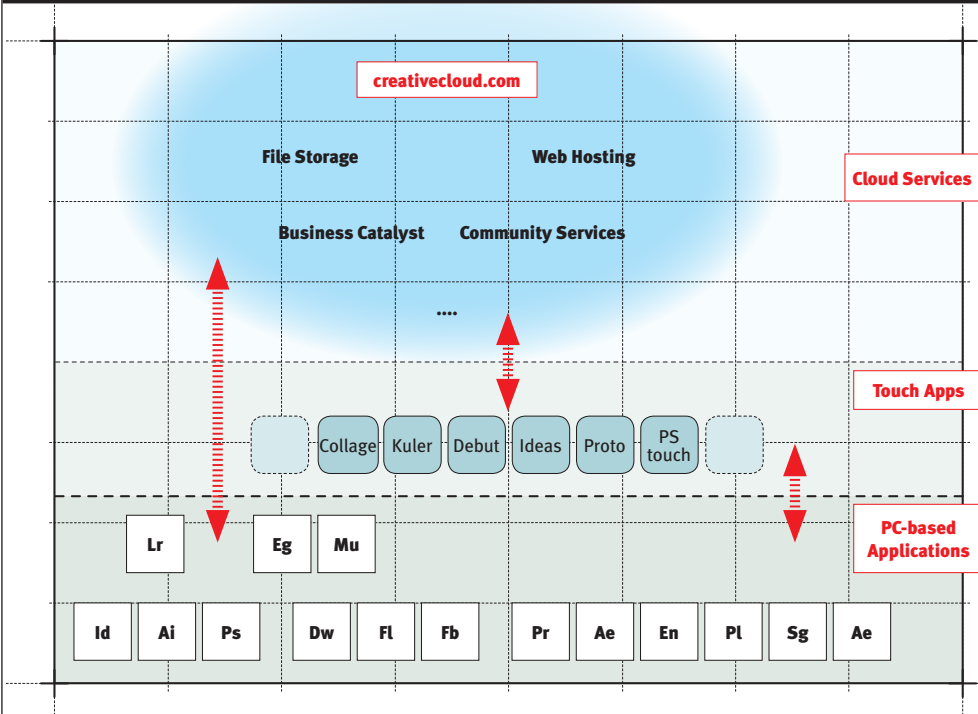 creativecloud.com
File Storage
Web Hosting
Cloud Services
Business Catalyst
Community Services
....
Touch Apps
Collage
Kuler
Debut
Ideas
Proto
PS
touch
PC-based
Applications
Lr
Eg
Mu
Id
Ai
Ps
Dw
Fl
Fb
Pr
Ae
En
Pl
Sg
Ae